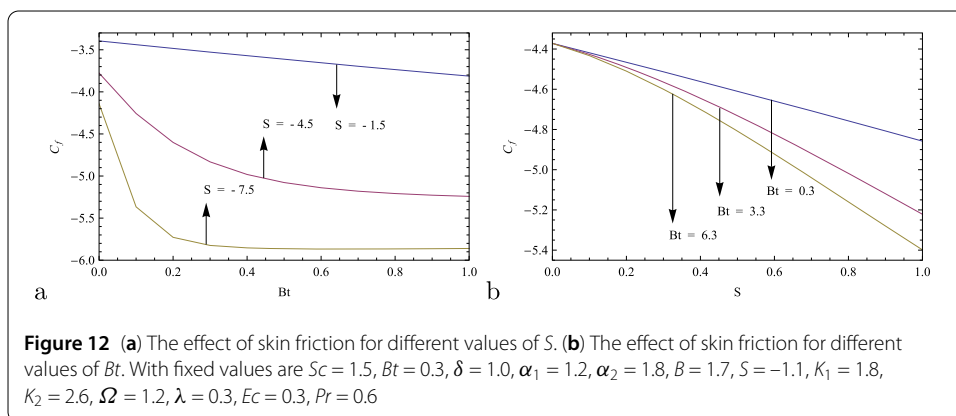 −3.5
−4.0
−4.5
−5.0
−5.5
−6.0
C_f
S = - 4.5
S = - 1.5
S = - 7.5
0.0 0.2 0.4 0.6 0.8 1.0
Bt
a
−4.4
−4.6
−4.8
−5.0
−5.2
−5.4
C_f
Bt = 0.3
Bt = 3.3
Bt = 6.3
0.0 0.2 0.4 0.6 0.8 1.0
S
b
Figure 12 (a) The effect of skin friction for different values of S. (b) The effect of skin friction for different
values of Bt. With fixed values are Sc = 1.5, Bt = 0.3, δ = 1.0, α₁ = 1.2, α₂ = 1.8, B = 1.7, S = −1.1, K₁ = 1.8,
K₂ = 2.6, Ω = 1.2, λ = 0.3, Ec = 0.3, Pr = 0.6